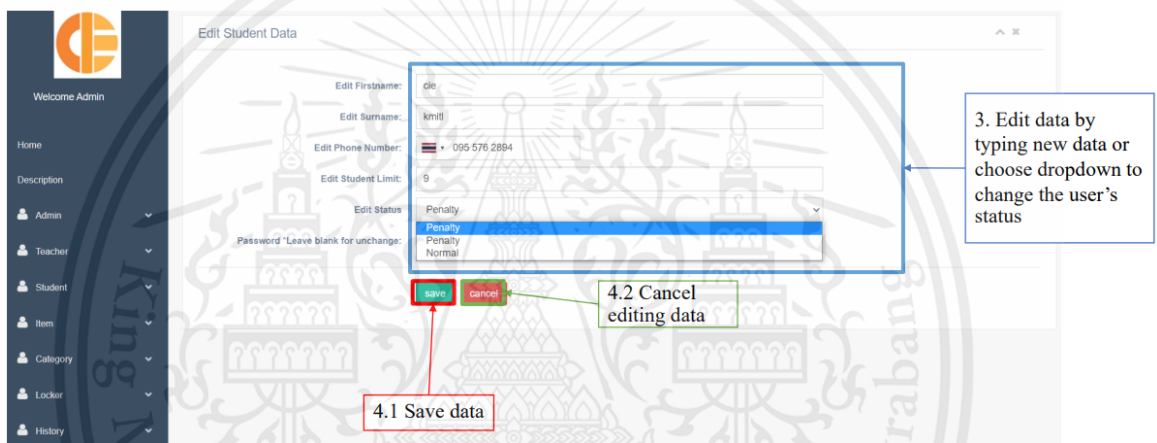 Edit Student Data
Welcome Admin
Home
Description
Admin
Teacher
Student
Item
Category
Locker
History
Edit Firstname:
cie
Edit Surname:
kmitl
Edit Phone Number:
095 576 2894
Edit Student Limit:
9
Edit Status
Penalty
Penalty
Penalty
Normal
Password *Leave blank for unchange:
save
cancel
3. Edit data by
typing new data or
choose dropdown to
change the user's
status
4.2 Cancel
editing data
4.1 Save data
King